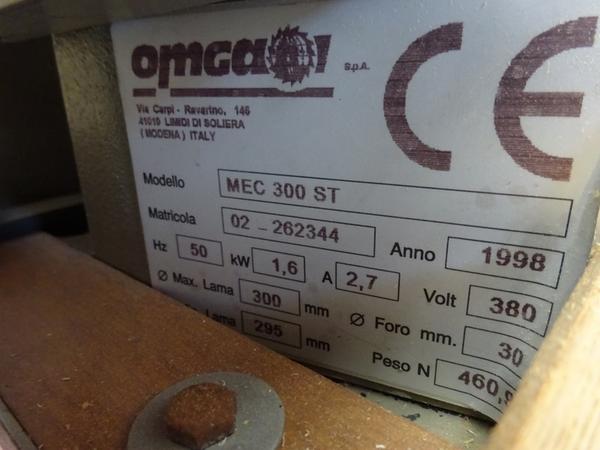 omga
S.p.A.
CE
Via Carpi - Ravarino, 146
41019 LIMIDI DI SOLIERA
( MODENA ) ITALY
Modello MEC 300 ST
Matricola 02 - 262344 Anno 1998
Hz 50 kW 1,6 A 2,7 Volt 380
Ø Max. Lama 300 mm Ø Foro mm. 30
Lama 295 mm Peso N 460,